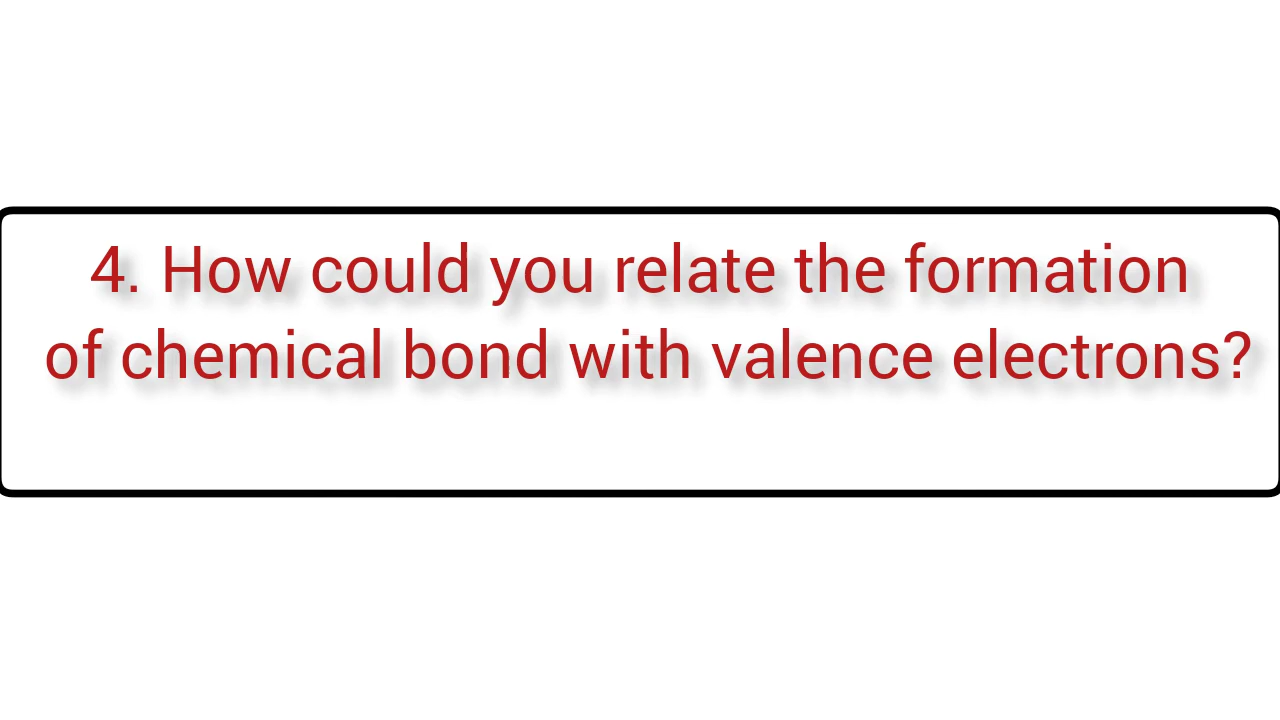 4. How could you relate the formation
of chemical bond with valence electrons?